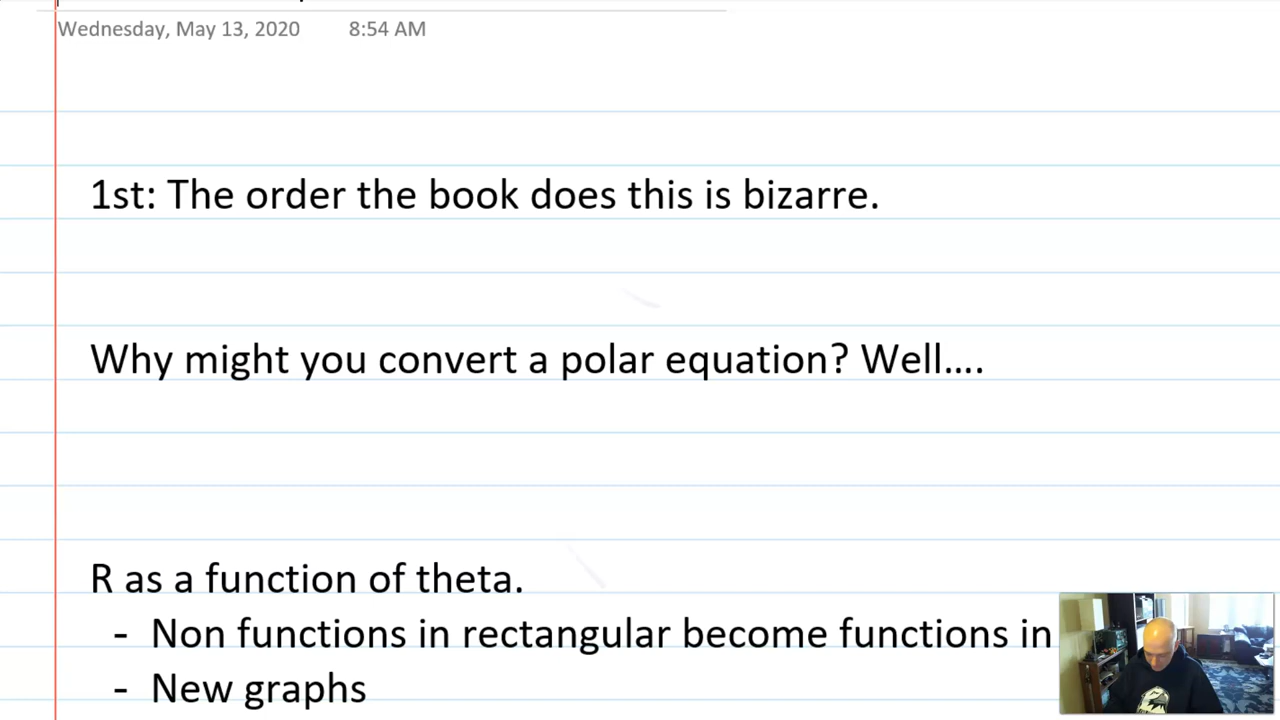 Wednesday, May 13, 2020 8:54 AM
1st: The order the book does this is bizarre.
Why might you convert a polar equation? Well....
R as a function of theta.
- Non functions in rectangular become functions in
- New graphs